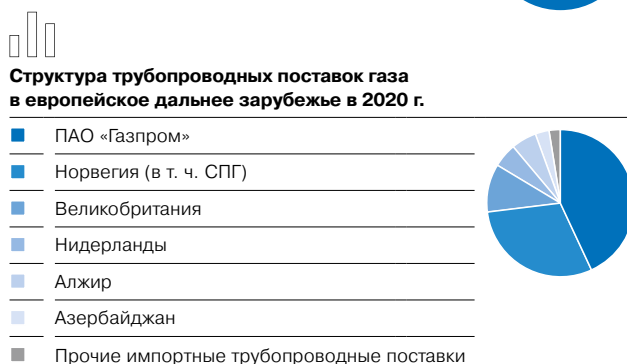 Структура трубопроводных поставок газа
в европейское дальнее зарубежье в 2020 г.
ПАО «Газпром»
Норвегия (в т. ч. СПГ)
Великобритания
Нидерланды
Алжир
Азербайджан
Прочие импортные трубопроводные поставки